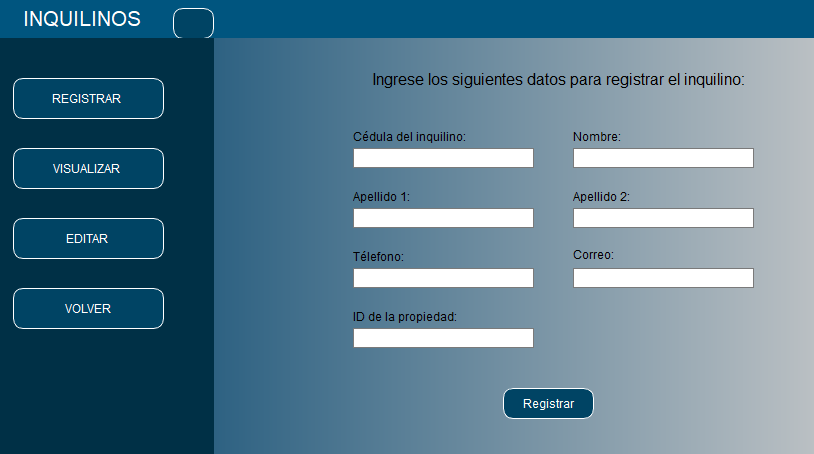 INQUILINOS
REGISTRAR
VISUALIZAR
EDITAR
VOLVER
Ingrese los siguientes datos para registrar el inquilino:
Cédula del inquilino:
Nombre:
Apellido 1:
Apellido 2:
Télefono:
Correo:
ID de la propiedad:
Registrar